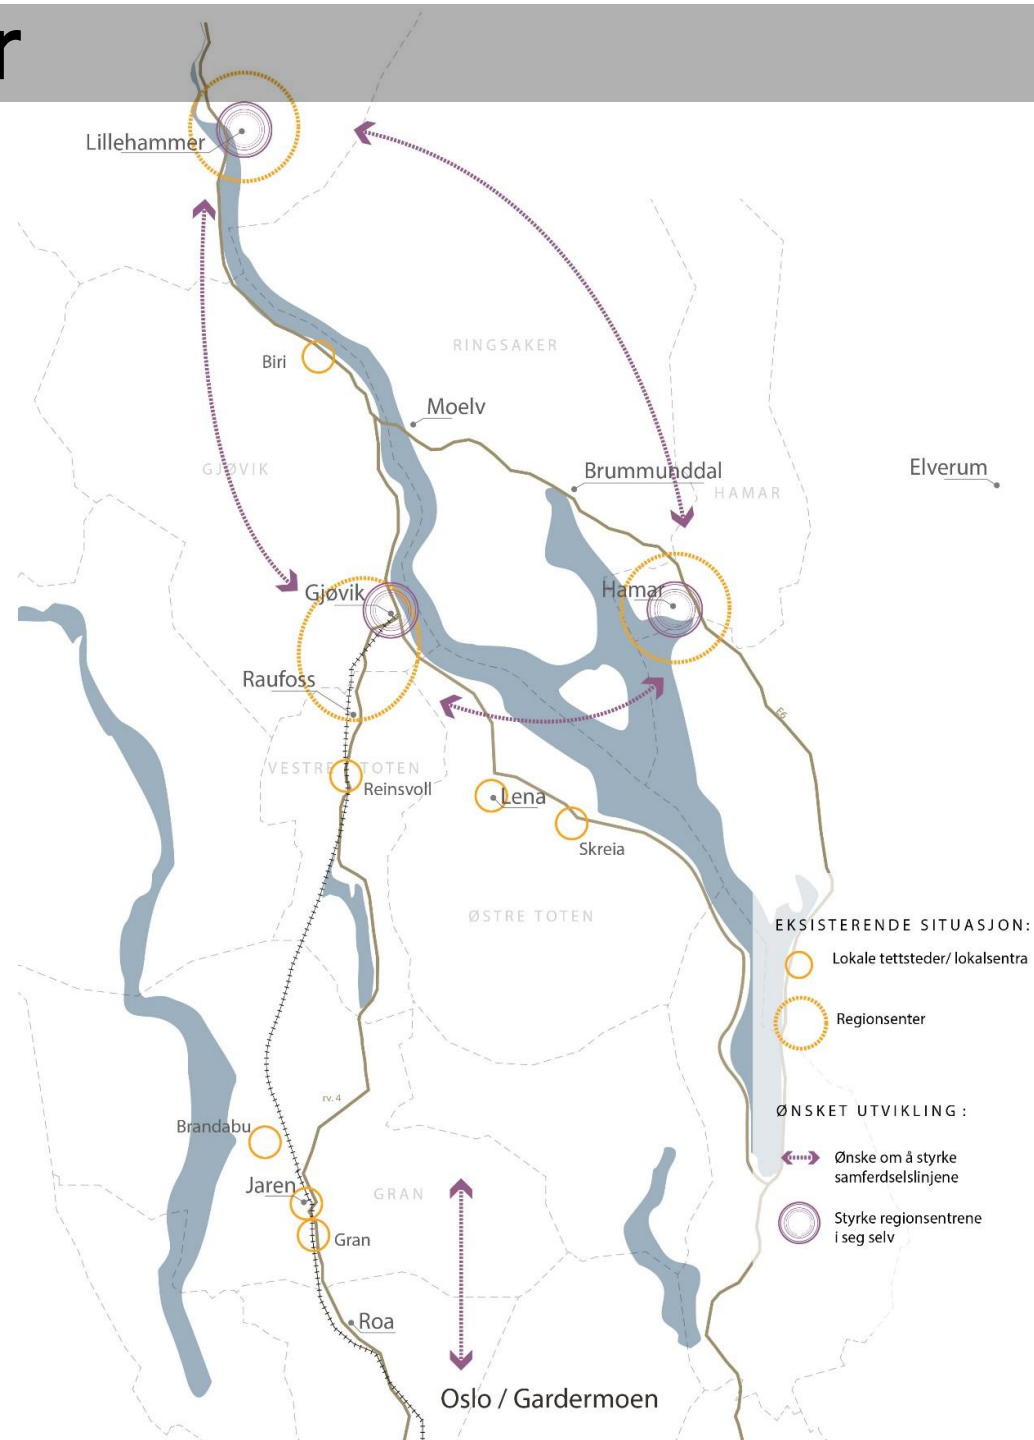 r
Lillehammer
RINGSAKER
Biri
Moelv
GJØVIK
Brummunddal
Elverum
HAMAR
Gjøvik
Hamar
Raufoss
E6
VESTRE TOTEN
Reinsvoll
Lena
Skreia
ØSTRE TOTEN
EKSISTERENDE SITUASJON:
Lokale tettsteder/ lokalsentra
Regionsenter
rv. 4
ØNSKET UTVIKLING:
Brandabu
Ønske om å styrke
samferdselslinjene
Jaren
GRAN
Styrke regionsentrene
i seg selv
Gran
Roa
Oslo / Gardermoen